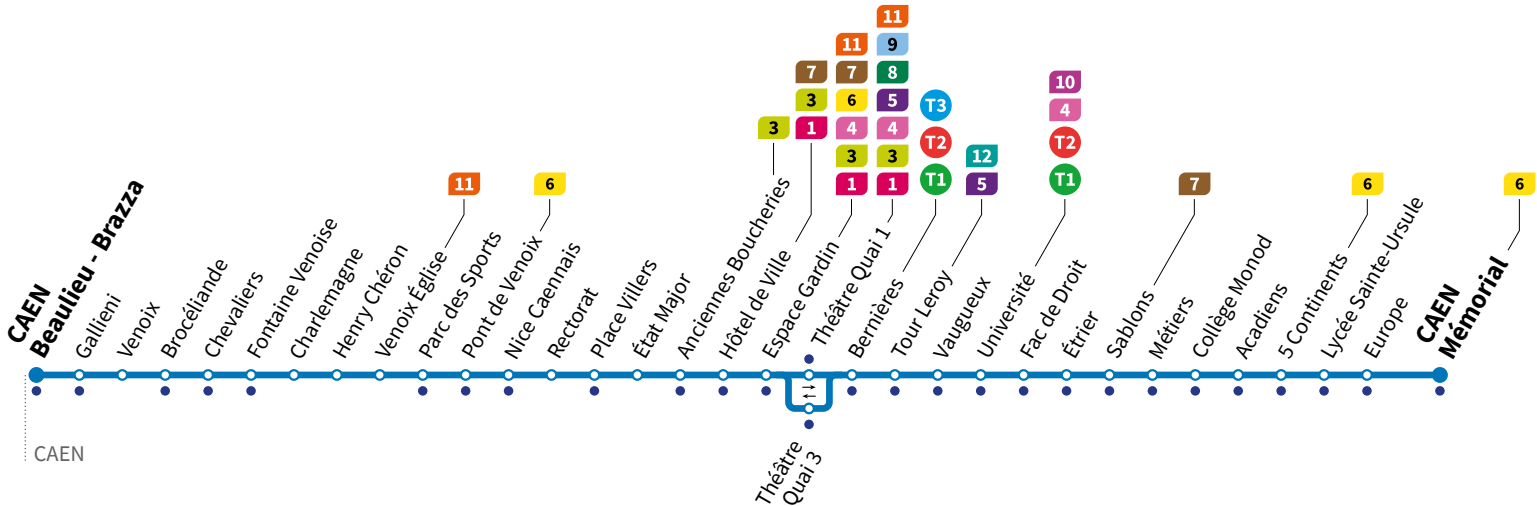 CAEN
Beaulieu - Brazza
Gallieni
Venoix
Brocéliande
Chevaliers
Fontaine Venoise
Charlemagne
Henry Chéron
Venoix Église
11
Parc des Sports
Pont de Venoix
6
Nice Caennais
Rectorat
Place Villers
État Major
Anciennes Boucheries
3
Hôtel de Ville
7
3
1
Espace Gardin
11
7
6
4
3
1
Théâtre Quai 1
11
9
8
5
4
3
1
Théâtre
Quai 3
Bernières
T3
T2
T1
Tour Leroy
12
5
Vaugueux
Université
10
4
T2
T1
Fac de Droit
Étrier
Sablons
7
Métiers
Collège Monod
Acadiens
5 Continents
6
Lycée Sainte-Ursule
Europe
CAEN
Mémorial
6
CAEN